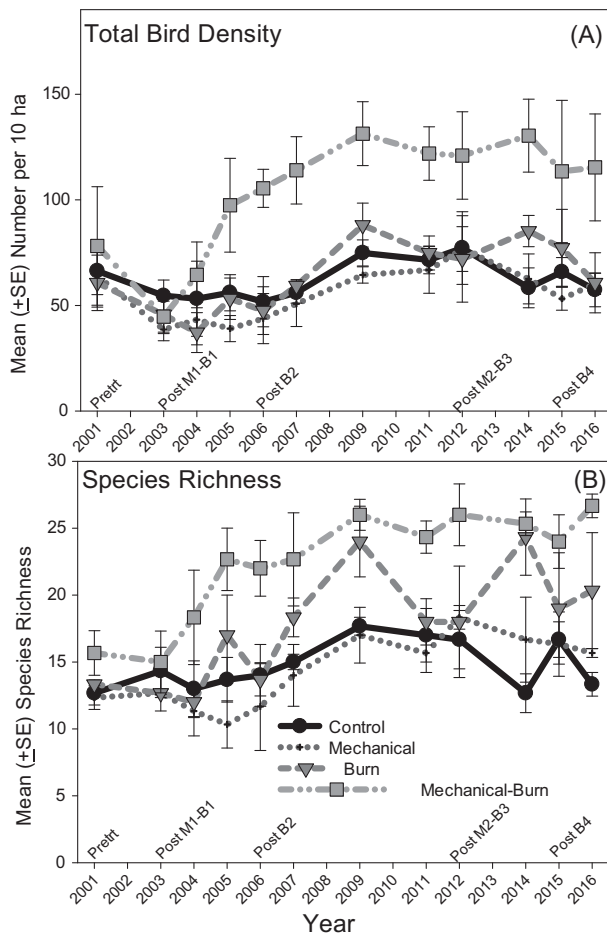 Total Bird Density (A)
Mean (±SE) Number per 10 ha
150
100
50
0
Pretrt
Post M1-B1
Post B2
Post M2-B3
Post B4
2001
2002
2003
2004
2005
2006
2007
2008
2009
2010
2011
2012
2013
2014
2015
2016
Species Richness (B)
Mean (±SE) Species Richness
30
25
20
15
10
5
0
Control
Mechanical
Burn
Mechanical-Burn
Pretrt
Post M1-B1
Post B2
Post M2-B3
Post B4
2001
2002
2003
2004
2005
2006
2007
2008
2009
2010
2011
2012
2013
2014
2015
2016
Year